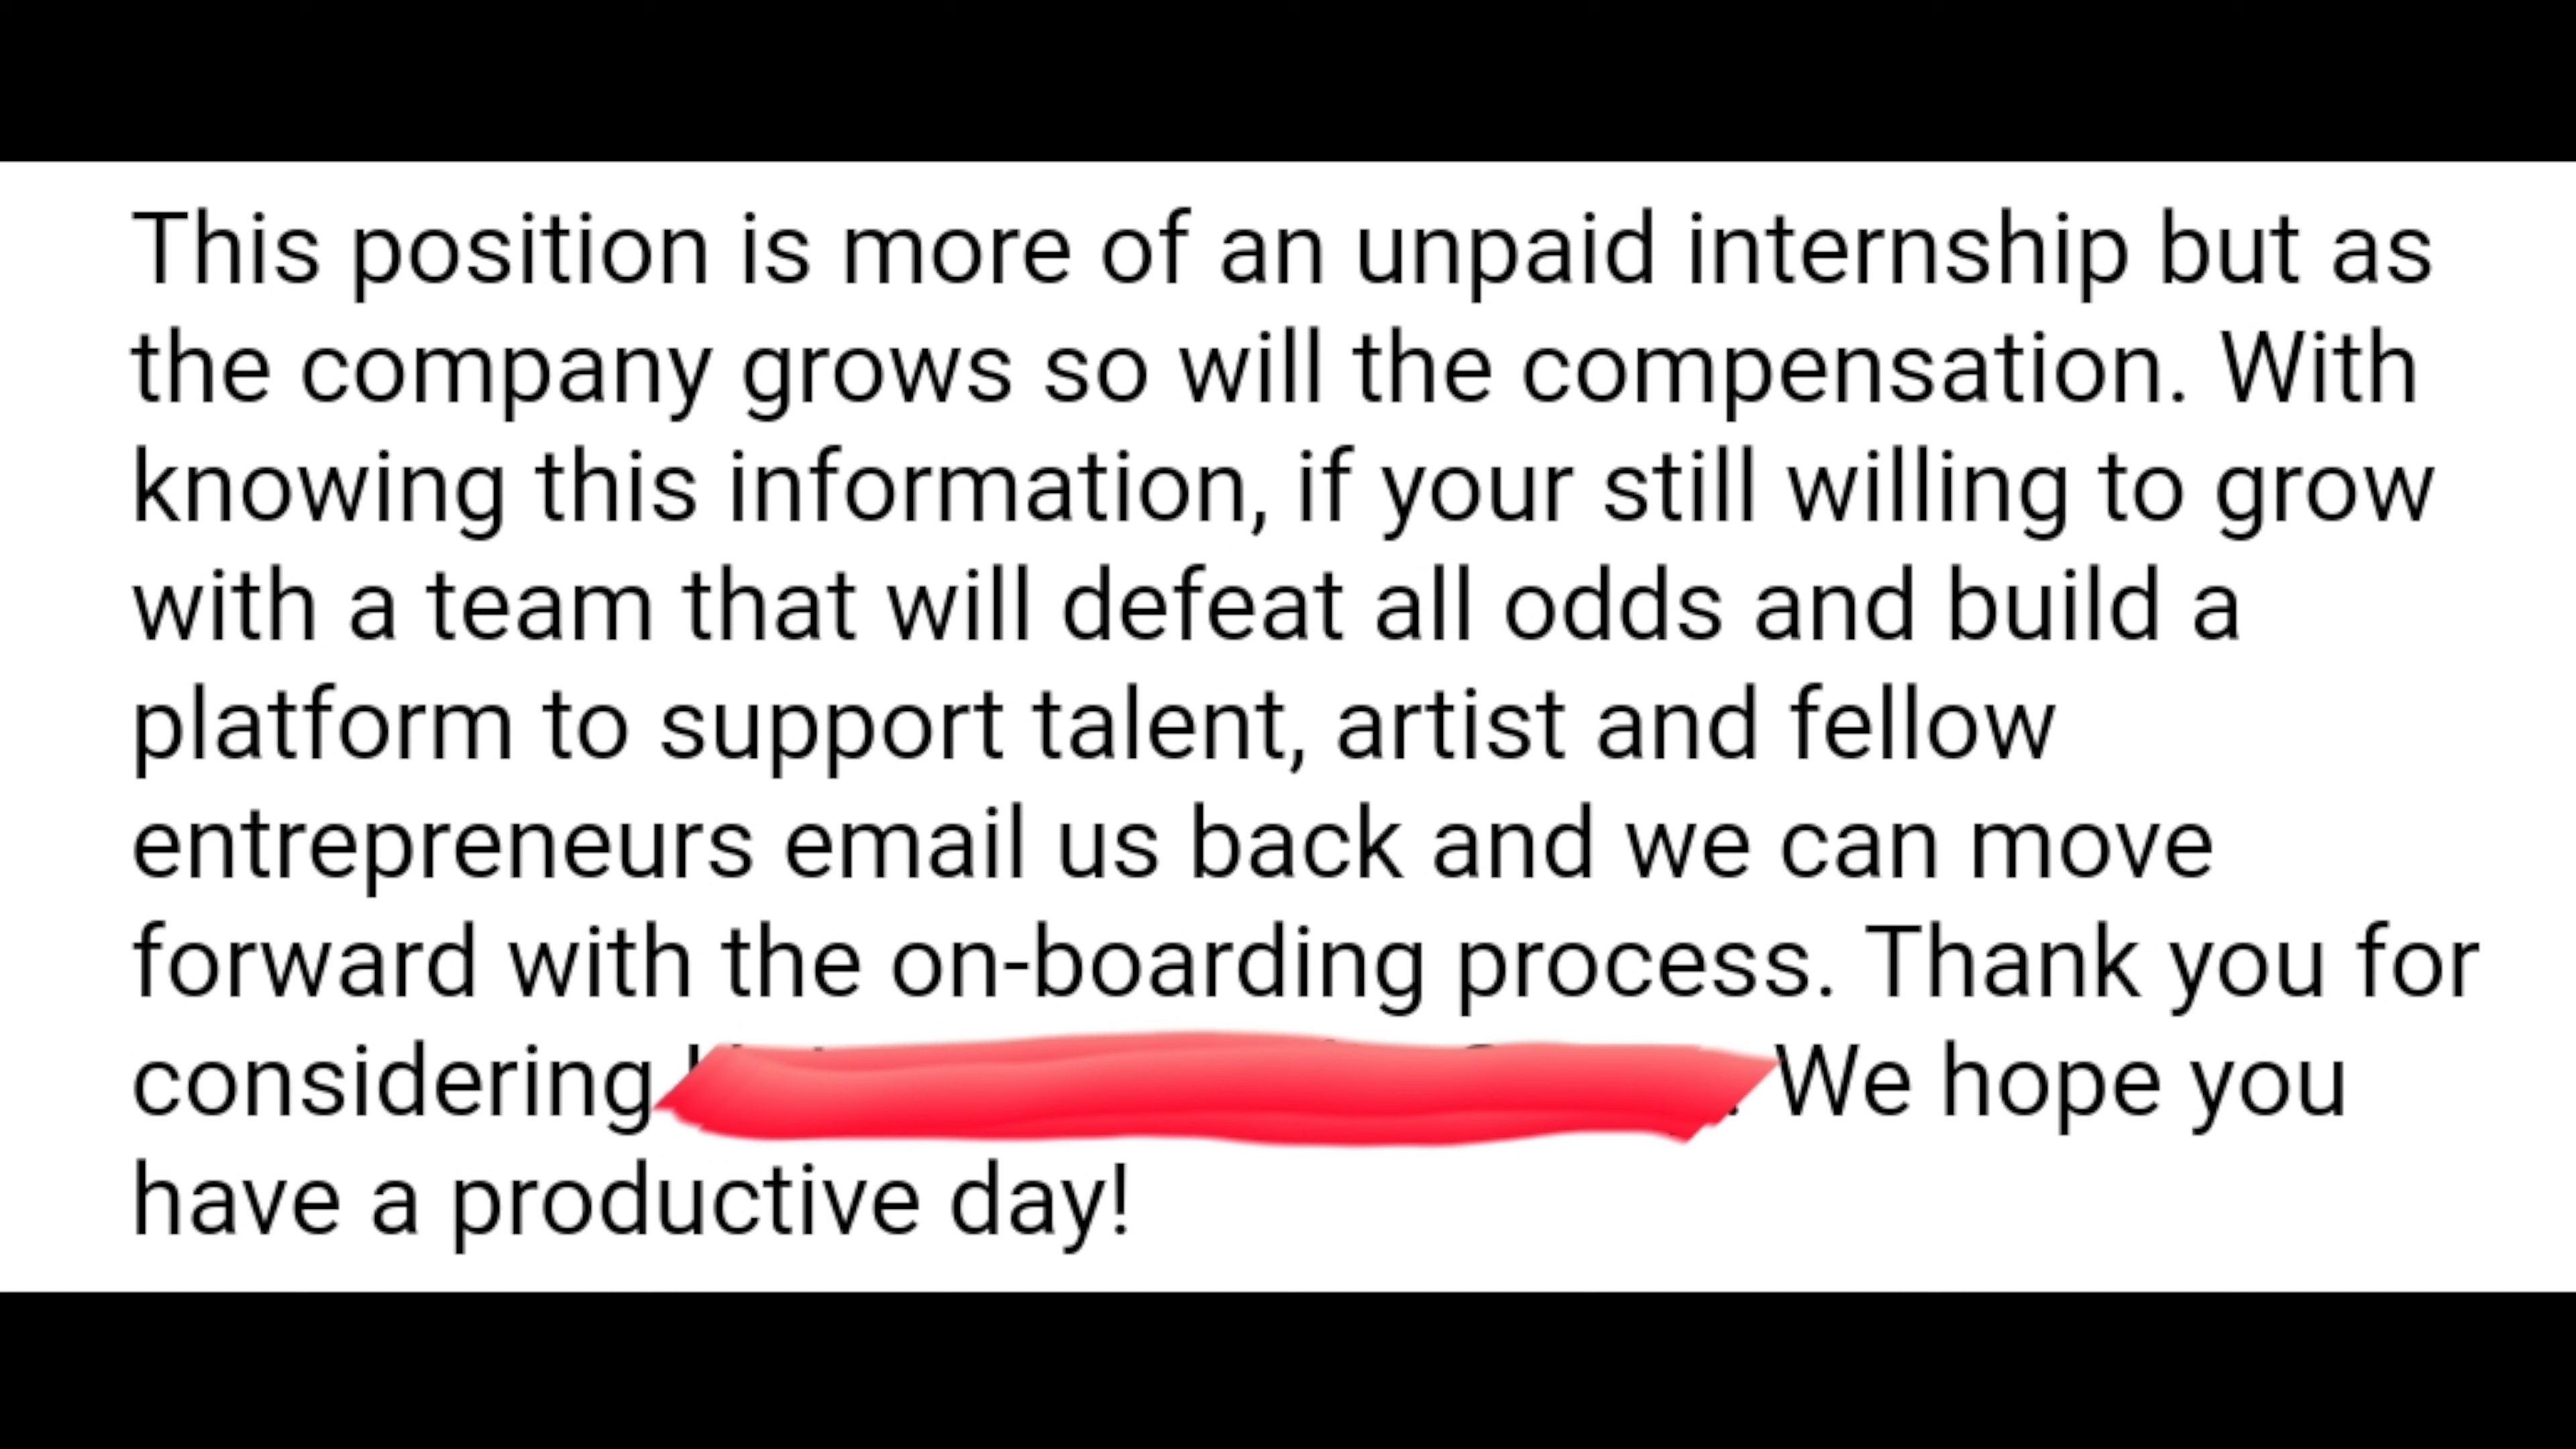 This position is more of an unpaid internship but as
the company grows so will the compensation. With
knowing this information, if your still willing to grow
with a team that will defeat all odds and build a
platform to support talent, artist and fellow
entrepreneurs email us back and we can move
forward with the on-boarding process. Thank you for
considering We hope you
have a productive day!